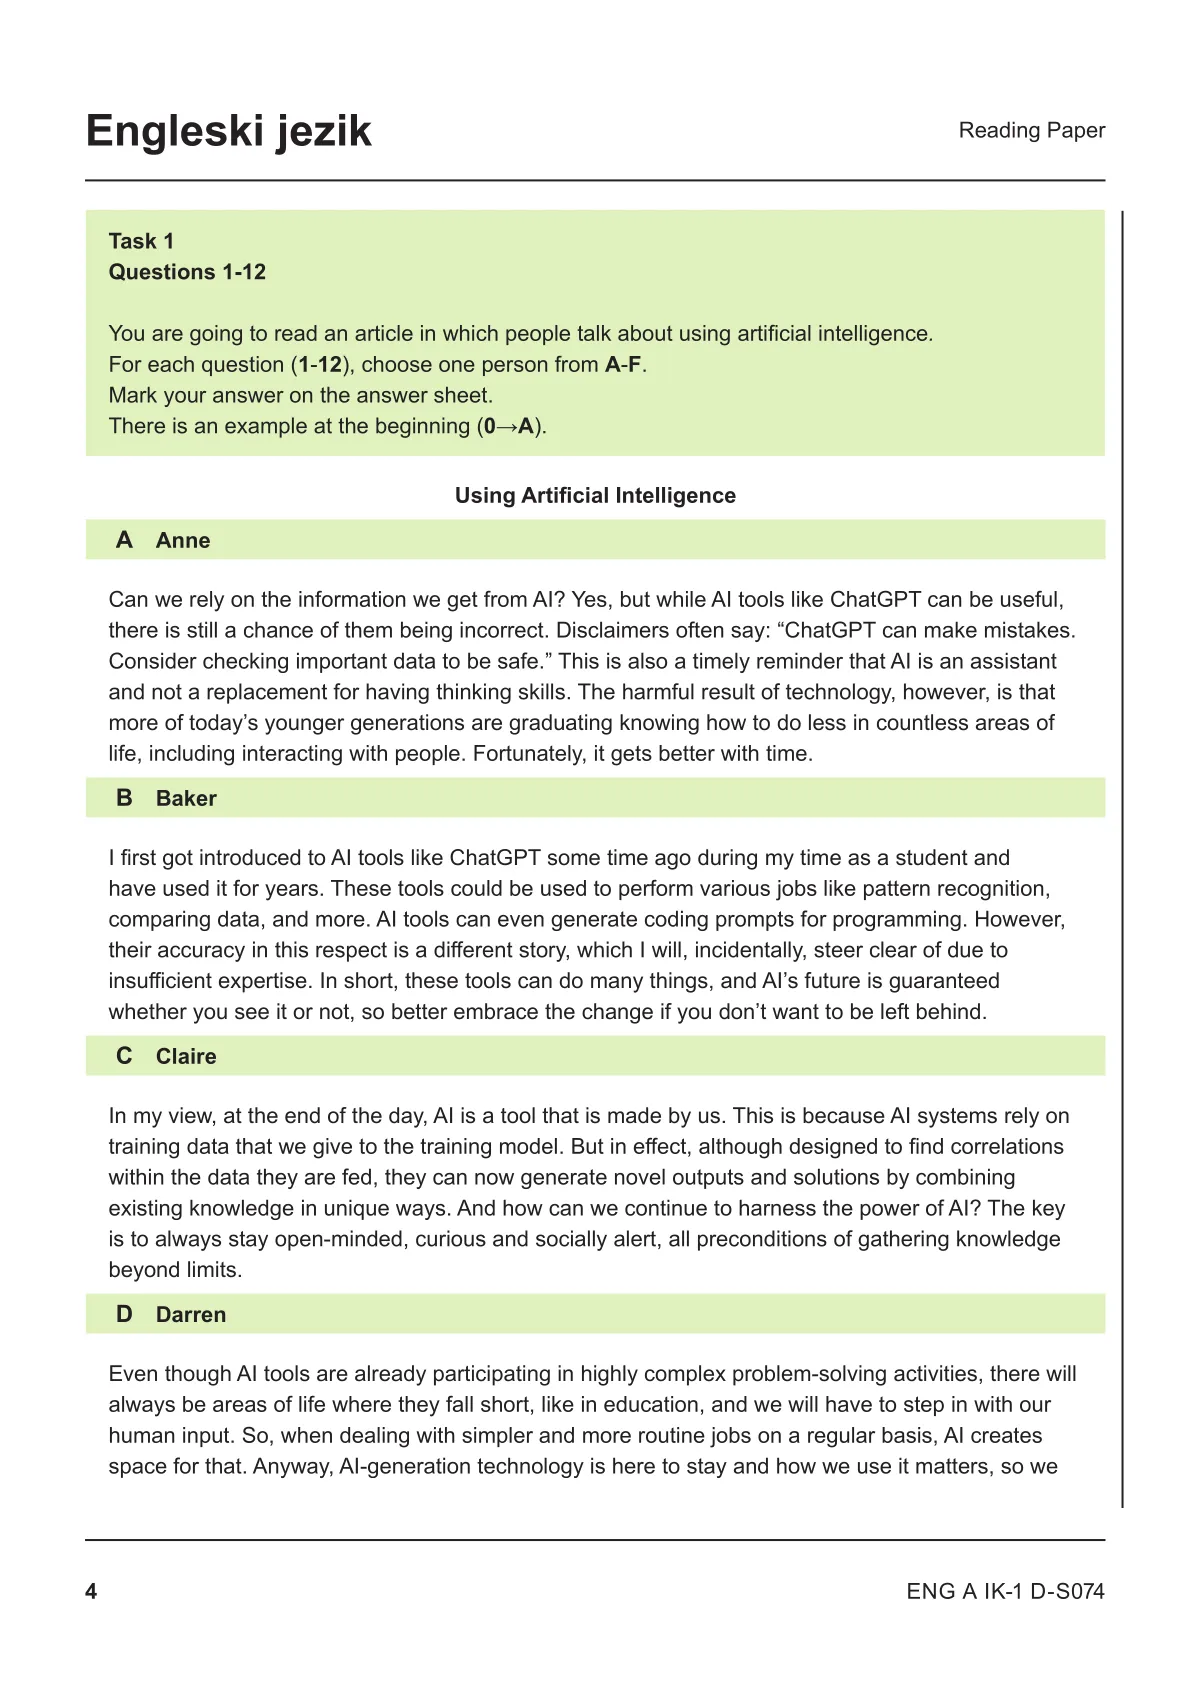 Engleski jezik
Reading Paper
Task 1
Questions 1-12
You are going to read an article in which people talk about using artificial intelligence.
For each question (1-12), choose one person from A-F.
Mark your answer on the answer sheet.
There is an example at the beginning (0→A).
Using Artificial Intelligence
A Anne
Can we rely on the information we get from AI? Yes, but while AI tools like ChatGPT can be useful,
there is still a chance of them being incorrect. Disclaimers often say: “ChatGPT can make mistakes.
Consider checking important data to be safe.” This is also a timely reminder that AI is an assistant
and not a replacement for having thinking skills. The harmful result of technology, however, is that
more of today’s younger generations are graduating knowing how to do less in countless areas of
life, including interacting with people. Fortunately, it gets better with time.
B Baker
I first got introduced to AI tools like ChatGPT some time ago during my time as a student and
have used it for years. These tools could be used to perform various jobs like pattern recognition,
comparing data, and more. AI tools can even generate coding prompts for programming. However,
their accuracy in this respect is a different story, which I will, incidentally, steer clear of due to
insufficient expertise. In short, these tools can do many things, and AI’s future is guaranteed
whether you see it or not, so better embrace the change if you don’t want to be left behind.
C Claire
In my view, at the end of the day, AI is a tool that is made by us. This is because AI systems rely on
training data that we give to the training model. But in effect, although designed to find correlations
within the data they are fed, they can now generate novel outputs and solutions by combining
existing knowledge in unique ways. And how can we continue to harness the power of AI? The key
is to always stay open-minded, curious and socially alert, all preconditions of gathering knowledge
beyond limits.
D Darren
Even though AI tools are already participating in highly complex problem-solving activities, there will
always be areas of life where they fall short, like in education, and we will have to step in with our
human input. So, when dealing with simpler and more routine jobs on a regular basis, AI creates
space for that. Anyway, AI-generation technology is here to stay and how we use it matters, so we
4
ENG A IK-1 D-S074